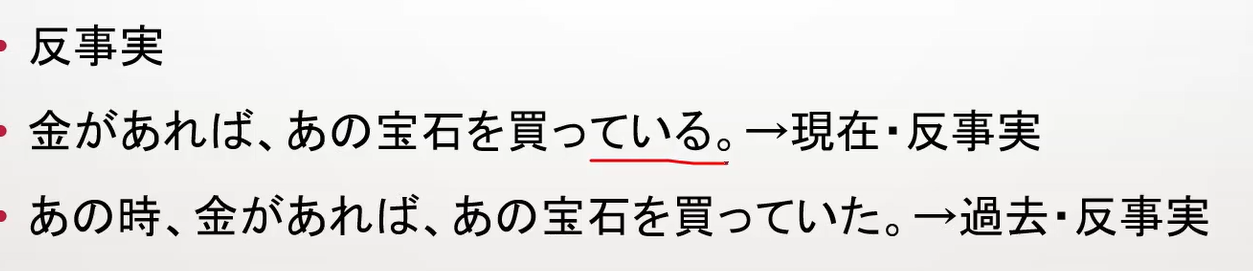 • 反事実
• 金があれば、あの宝石を買っている。→現在・反事実
• あの時、金があれば、あの宝石を買っていた。→過去・反事実